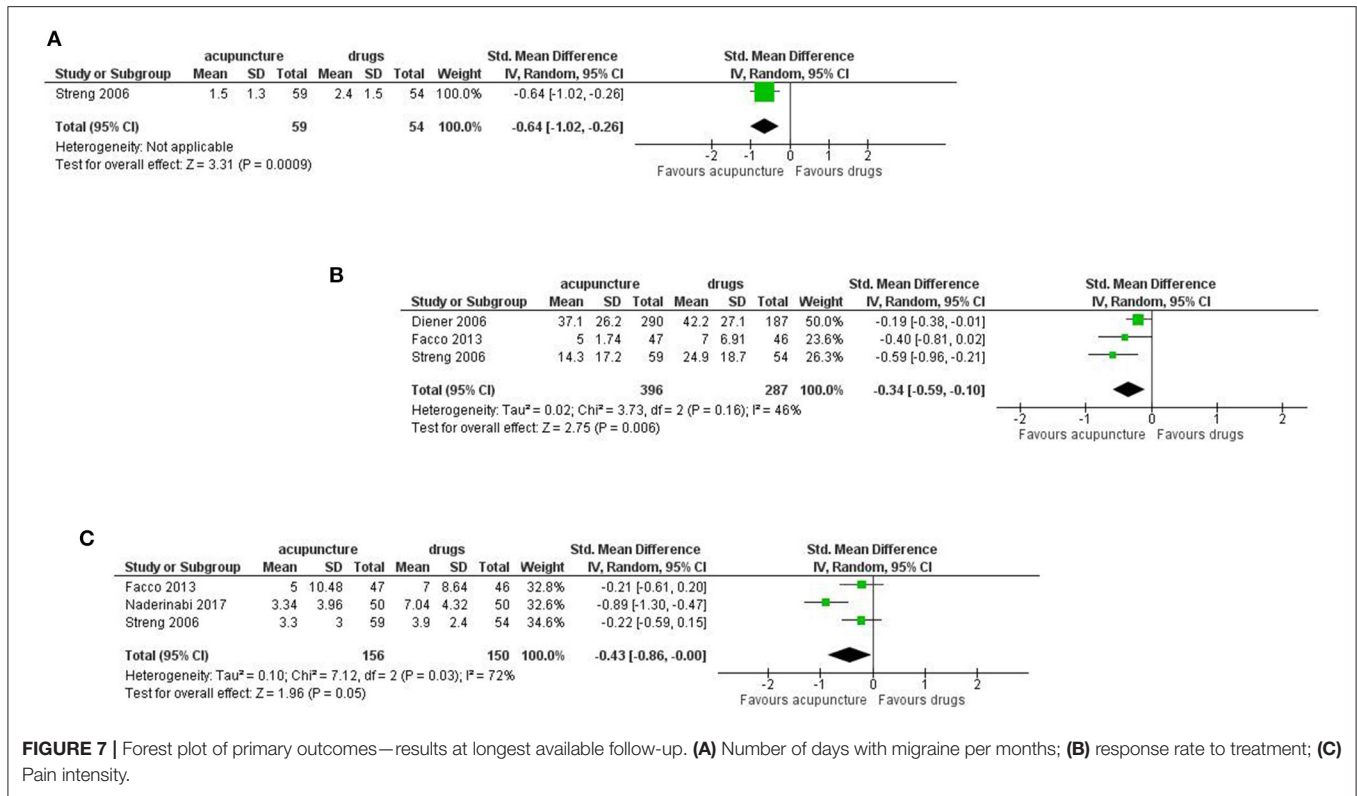 A
acupuncture drugs Std. Mean Difference Std. Mean Difference
Study or Subgroup Mean SD Total Mean SD Total Weight IV, Random, 95% CI IV, Random, 95% CI
Streng 2006 1.5 1.3 59 2.4 1.5 54 100.0% -0.64 [-1.02, -0.26]
Total (95% CI) 59 54 100.0% -0.64 [-1.02, -0.26]
Heterogeneity: Not applicable
Test for overall effect: Z = 3.31 (P = 0.0009)
-2 -1 0 1 2
Favours acupuncture Favours drugs
B
acupuncture drugs Std. Mean Difference Std. Mean Difference
Study or Subgroup Mean SD Total Mean SD Total Weight IV, Random, 95% CI IV, Random, 95% CI
Diener 2006 37.1 26.2 290 42.2 27.1 187 50.0% -0.19 [-0.38, -0.01]
Facco 2013 5 1.74 47 7 6.91 46 23.6% -0.40 [-0.81, 0.02]
Streng 2006 14.3 17.2 59 24.9 18.7 54 26.3% -0.59 [-0.96, -0.21]
Total (95% CI) 396 287 100.0% -0.34 [-0.59, -0.10]
Heterogeneity: Tau² = 0.02; Chi² = 3.73, df = 2 (P = 0.16); I² = 46%
Test for overall effect: Z = 2.75 (P = 0.006)
-2 -1 0 1 2
Favours acupuncture Favours drugs
C
acupuncture drugs Std. Mean Difference Std. Mean Difference
Study or Subgroup Mean SD Total Mean SD Total Weight IV, Random, 95% CI IV, Random, 95% CI
Facco 2013 5 10.48 47 7 8.64 46 32.8% -0.21 [-0.61, 0.20]
Naderinabi 2017 3.34 3.96 50 7.04 4.32 50 32.6% -0.89 [-1.30, -0.47]
Streng 2006 3.3 3 59 3.9 2.4 54 34.6% -0.22 [-0.59, 0.15]
Total (95% CI) 156 150 100.0% -0.43 [-0.86, -0.00]
Heterogeneity: Tau² = 0.10; Chi² = 7.12, df = 2 (P = 0.03); I² = 72%
Test for overall effect: Z = 1.96 (P = 0.05)
-2 -1 0 1 2
Favours acupuncture Favours drugs
FIGURE 7 | Forest plot of primary outcomes—results at longest available follow-up. (A) Number of days with migraine per months; (B) response rate to treatment; (C)
Pain intensity.